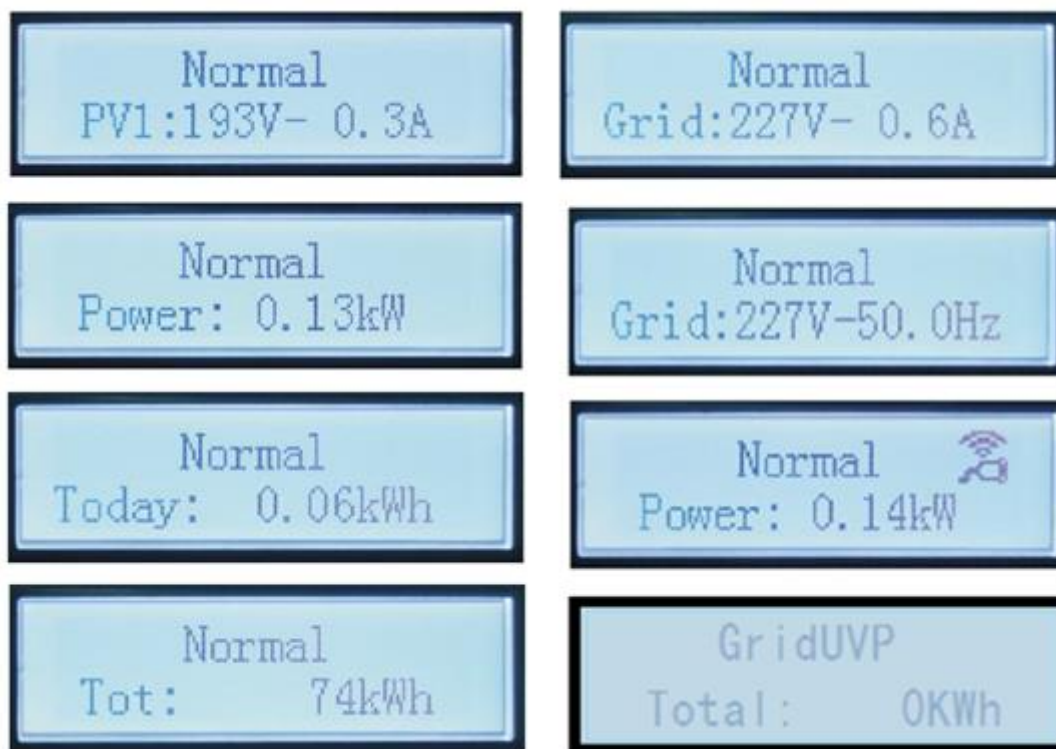 Normal
PV1:193V- 0.3A
Normal
Grid:227V- 0.6A
Normal
Power: 0.13kW
Normal
Grid:227V-50.0Hz
Normal
Today: 0.06kWh
Normal
Power: 0.14kW
Normal
Tot: 74kWh
GridUVP
Total: 0KWh